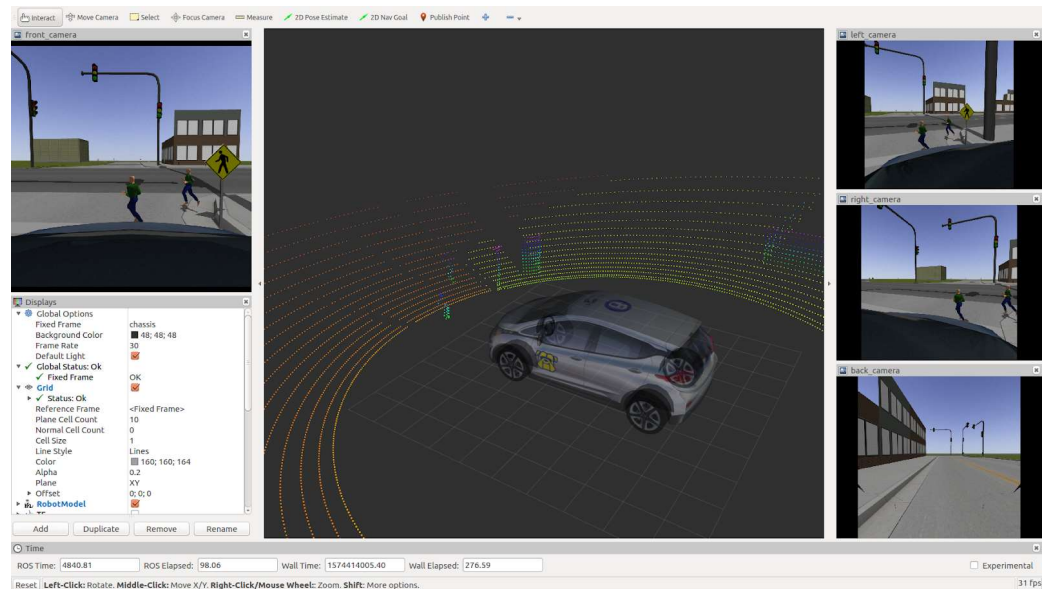 Interact Move Camera Select Focus Camera Measure 2D Pose Estimate 2D Nav Goal Publish Point
front_camera
left_camera
right_camera
back_camera
Displays
Global Options
Fixed Frame chassis
Background Color 48; 48; 48
Frame Rate 30
Default Light
Global Status: Ok
Fixed Frame OK
Grid
Status: Ok
Reference Frame <Fixed Frame>
Plane Cell Count 10
Normal Cell Count 0
Cell Size 1
Line Style Lines
Color 160; 160; 164
Alpha 0.2
Plane XY
Offset 0; 0; 0
RobotModel
Add Duplicate Remove Rename
Time
ROS Time: 4840.81 ROS Elapsed: 98.06 Wall Time: 1574414005.40 Wall Elapsed: 276.59 Experimental
Reset Left-Click: Rotate. Middle-Click: Move X/Y. Right-Click/Mouse Wheel: Zoom. Shift: More options. 31 fps